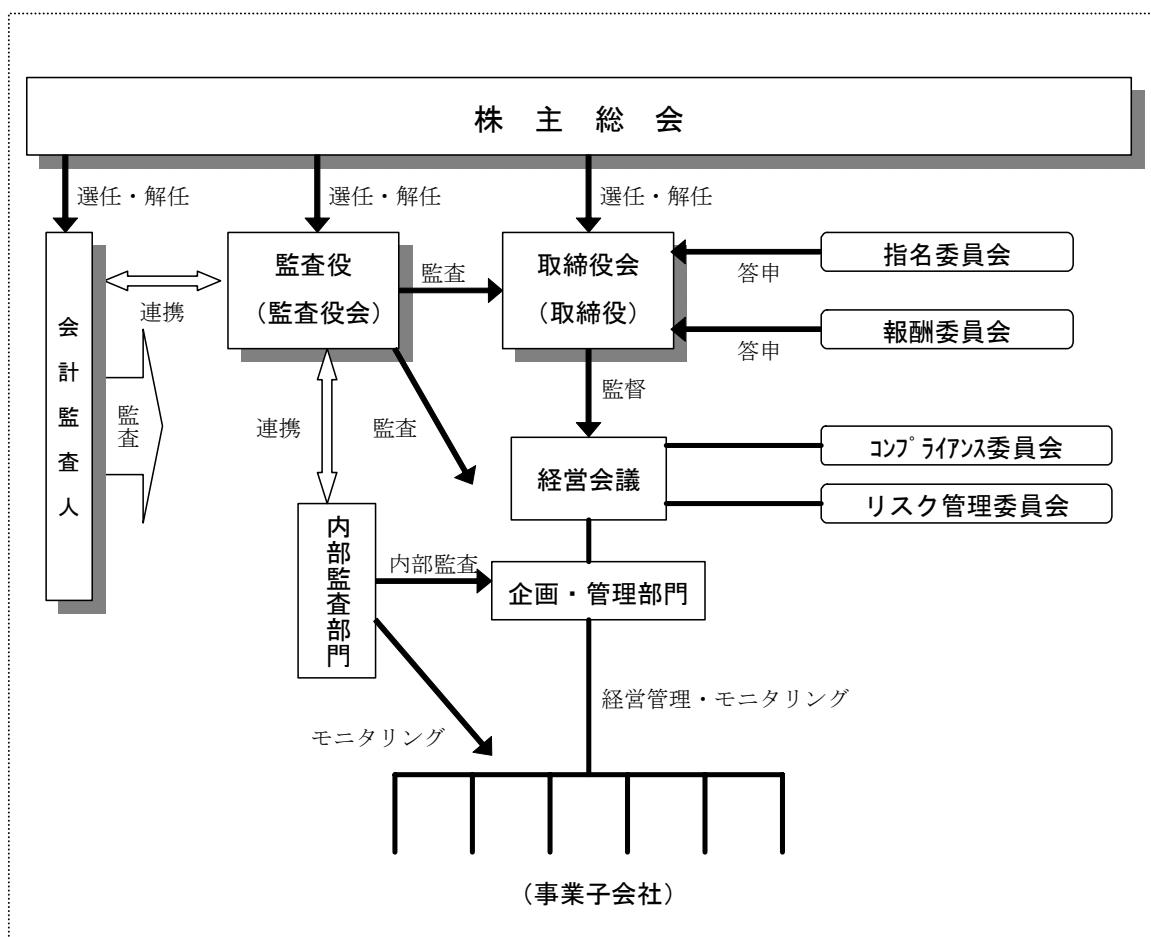 株 主 総 会
選任・解任
選任・解任
選任・解任
会計監査人
連携
監査
監査役
(監査役会)
監査
取締役会
(取締役)
答申
指名委員会
答申
報酬委員会
連携
監査
監督
経営会議
コンプライアンス委員会
リスク管理委員会
内部監査部門
内部監査
企画・管理部門
モニタリング
経営管理・モニタリング
(事業子会社)